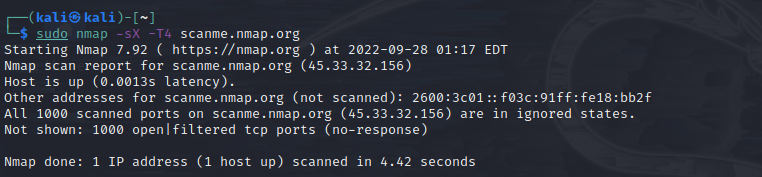 ┌──(kali㉿kali)-[~]
└─$ sudo nmap -sX -T4 scanme.nmap.org
Starting Nmap 7.92 ( https://nmap.org ) at 2022-09-28 01:17 EDT
Nmap scan report for scanme.nmap.org (45.33.32.156)
Host is up (0.0013s latency).
Other addresses for scanme.nmap.org (not scanned): 2600:3c01::f03c:91ff:fe18:bb2f
All 1000 scanned ports on scanme.nmap.org (45.33.32.156) are in ignored states.
Not shown: 1000 open|filtered tcp ports (no-response)
Nmap done: 1 IP address (1 host up) scanned in 4.42 seconds